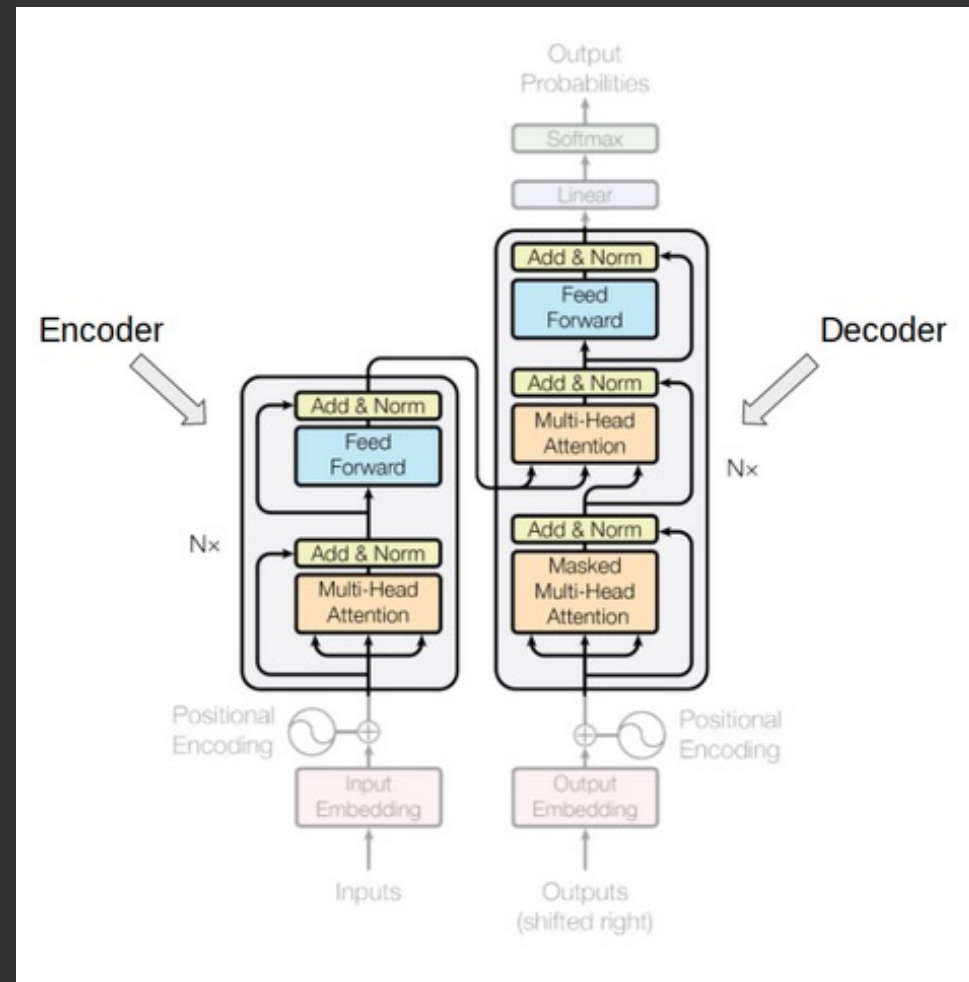 Output
Probabilities
Softmax
Linear
Add & Norm
Feed
Forward
Add & Norm
Multi-Head
Attention
Nx
Add & Norm
Masked
Multi-Head
Attention
Decoder
Encoder
Add & Norm
Feed
Forward
Nx
Add & Norm
Multi-Head
Attention
Positional
Encoding
Input
Embedding
Inputs
Positional
Encoding
Output
Embedding
Outputs
(shifted right)